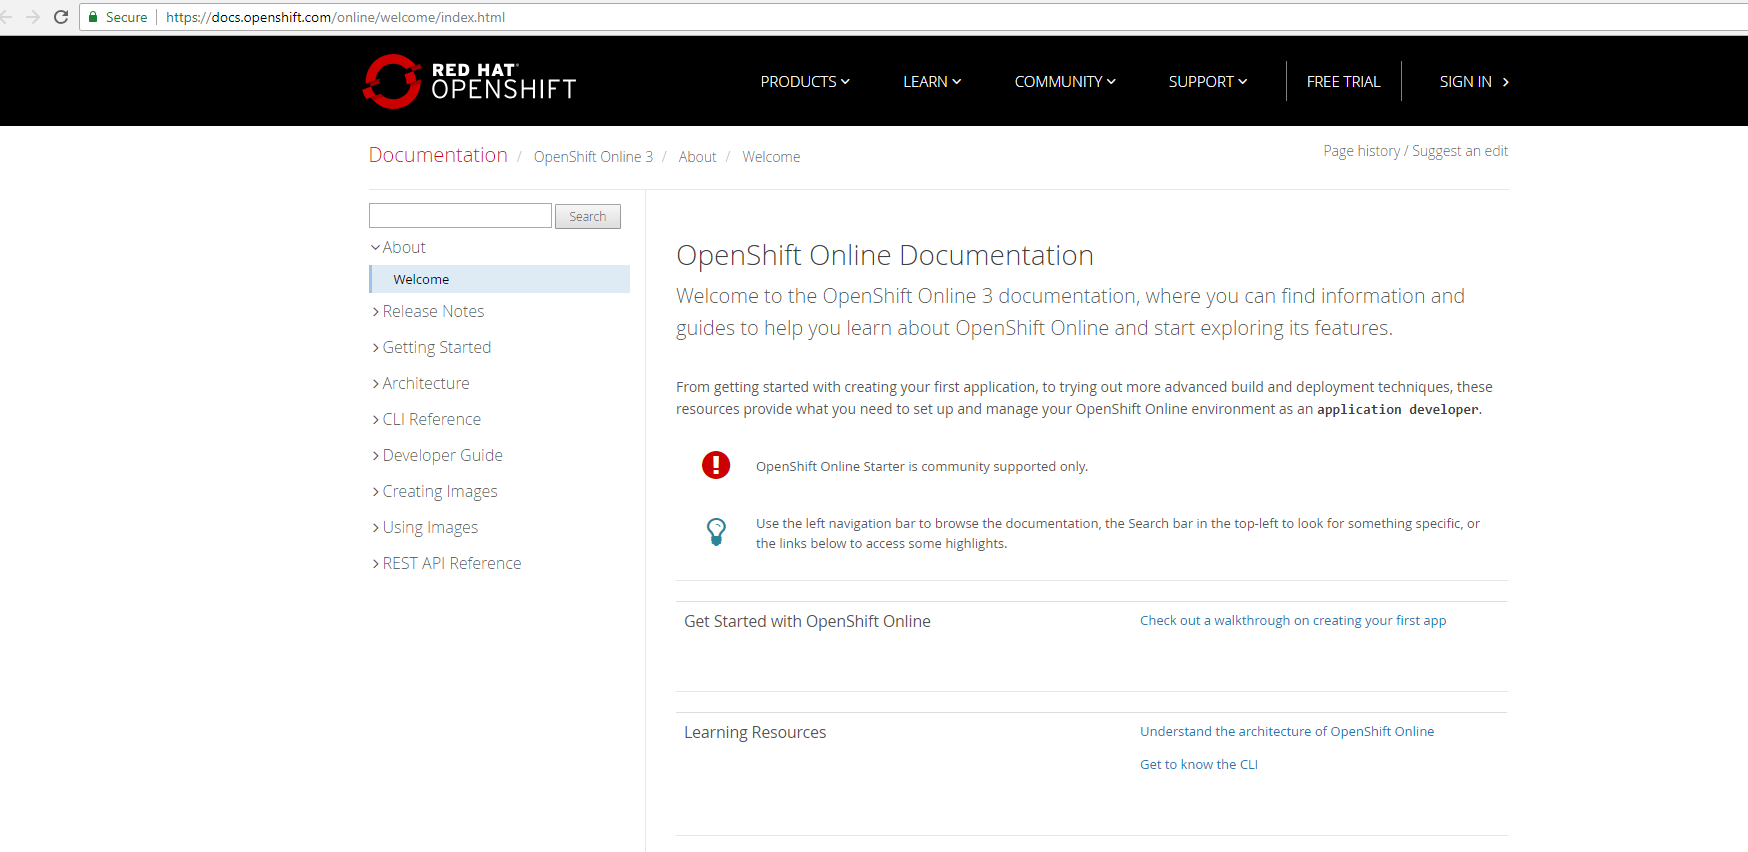 Secure https://docs.openshift.com/online/welcome/index.html
RED HAT®
OPENSHIFT
PRODUCTS LEARN COMMUNITY SUPPORT FREE TRIAL SIGN IN
Documentation / OpenShift Online 3 / About / Welcome
Page history / Suggest an edit
Search
About
Welcome
Release Notes
Getting Started
Architecture
CLI Reference
Developer Guide
Creating Images
Using Images
REST API Reference
OpenShift Online Documentation
Welcome to the OpenShift Online 3 documentation, where you can find information and
guides to help you learn about OpenShift Online and start exploring its features.
From getting started with creating your first application, to trying out more advanced build and deployment techniques, these
resources provide what you need to set up and manage your OpenShift Online environment as an application developer.
OpenShift Online Starter is community supported only.
Use the left navigation bar to browse the documentation, the Search bar in the top-left to look for something specific, or
the links below to access some highlights.
Get Started with OpenShift Online
Check out a walkthrough on creating your first app
Learning Resources
Understand the architecture of OpenShift Online
Get to know the CLI